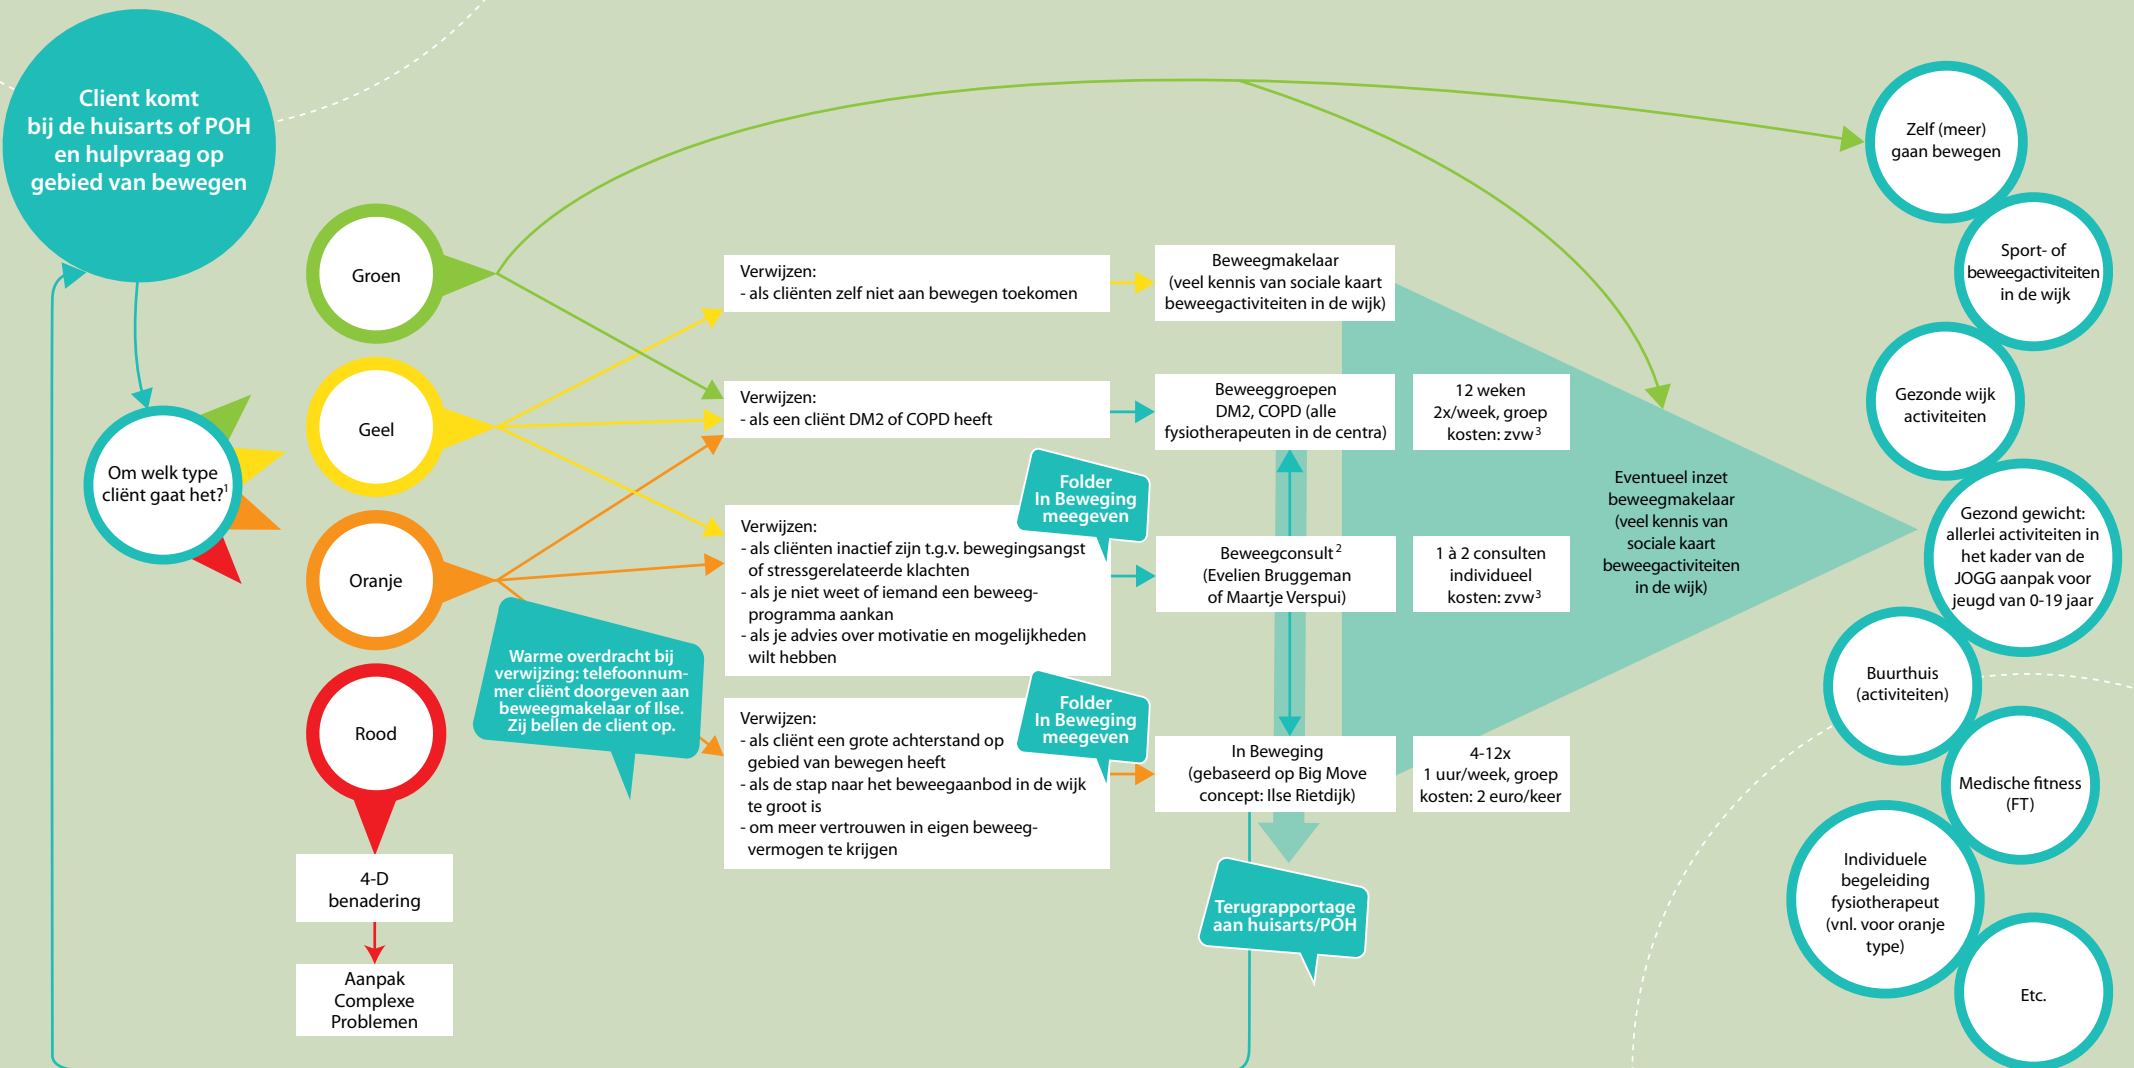 Client komt
bij de huisarts of POH
en hulpvraag op
gebied van bewegen
Om welk type
cliënt gaat het?1
Groen
Geel
Oranje
Rood
4-D
benadering
Aanpak
Complexe
Problemen
Warme overdracht bij
verwijzing: telefoonnum-
mer cliënt doorgeven aan
beweegmakelaar of Ilse.
Zij bellen de client op.
Verwijzen:
- als cliënten zelf niet aan bewegen toekomen
Verwijzen:
- als een cliënt DM2 of COPD heeft
Verwijzen:
- als cliënten inactief zijn t.g.v. bewegingsangst
of stressgerelateerde klachten
- als je niet weet of iemand een beweeg-
programma aankan
- als je advies over motivatie en mogelijkheden
wilt hebben
Folder
In Beweging
meegeven
Verwijzen:
- als cliënt een grote achterstand op
gebied van bewegen heeft
- als de stap naar het beweegaanbod in de wijk
te groot is
- om meer vertrouwen in eigen beweeg-
vermogen te krijgen
Folder
In Beweging
meegeven
Beweegmakelaar
(veel kennis van sociale kaart
beweegactiviteiten in de wijk)
Beweeggroepen
DM2, COPD (alle
fysiotherapeuten in de centra)
12 weken
2x/week, groep
kosten: zvw3
Beweegconsult2
(Evelien Bruggeman
of Maartje Verspui)
1 à 2 consulten
individueel
kosten: zvw3
In Beweging
(gebaseerd op Big Move
concept: Ilse Rietdijk)
4-12x
1 uur/week, groep
kosten: 2 euro/keer
Terugrapportage
aan huisarts/POH
Eventueel inzet
beweegmakelaar
(veel kennis van
sociale kaart
beweegactiviteiten
in de wijk)
Zelf (meer)
gaan bewegen
Sport- of
beweegactiviteiten
in de wijk
Gezonde wijk
activiteiten
Gezond gewicht:
allerlei activiteiten in
het kader van de
JOGG aanpak voor
jeugd van 0-19 jaar
Buurthuis
(activiteiten)
Medische fitness
(FT)
Individuele
begeleiding
fysiotherapeut
(vnl. voor oranje
type)
Etc.